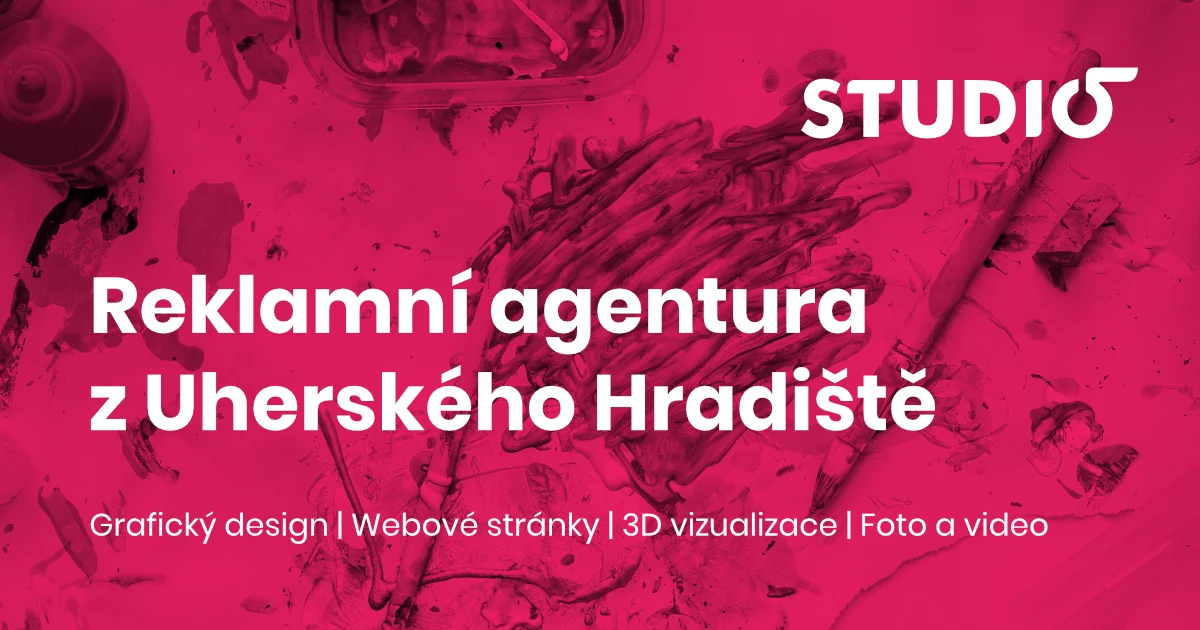 STUDIO
Reklamní agentura
z Uherského Hradiště
Grafický design | Webové stránky | 3D vizualizace | Foto a video